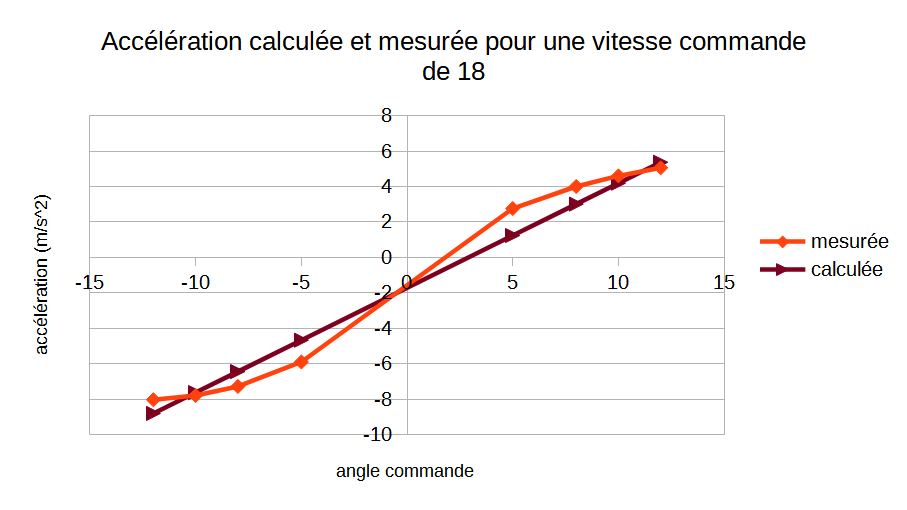 Accélération calculée et mesurée pour une vitesse commande
de 18
8
6
4
2
0
-15 -10 -5 0 5 10 15
-2
-4
-6
-8
-10
accélération (m/s^2)
angle commande
mesurée
calculée